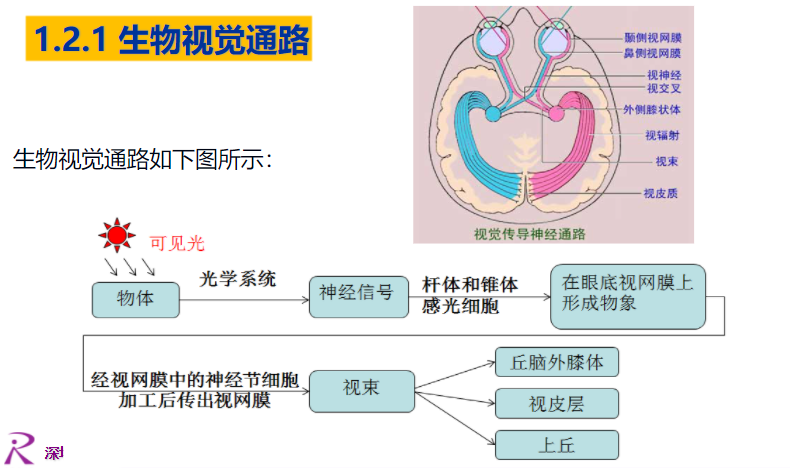 1.2.1 生物视觉通路
颞侧视网膜
鼻侧视网膜
视神经
视交叉
外侧膝状体
视辐射
视束
视皮质
视觉传导神经通路
生物视觉通路如下图所示：
可见光
物体
光学系统
神经信号
杆体和锥体
感光细胞
在眼底视网膜上
形成物象
经视网膜中的神经节细胞
加工后传出视网膜
视束
丘脑外膝体
视皮层
上丘
深